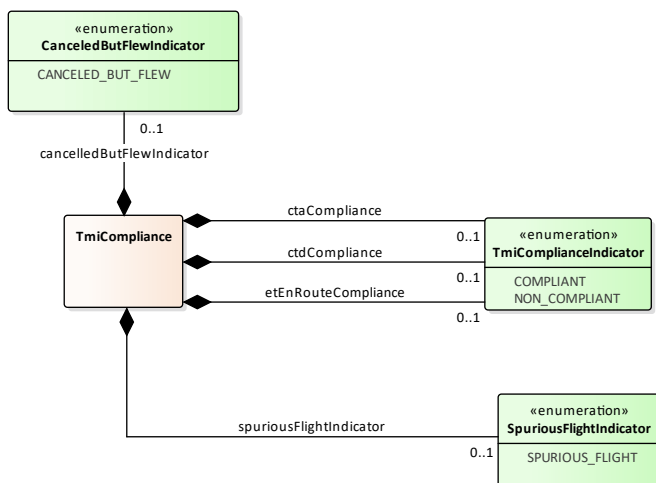 «enumeration»
CanceledButFlewIndicator
CANCELED_BUT_FLEW
0..1
cancelledButFlewIndicator
TmiCompliance
ctaCompliance
0..1
ctdCompliance
0..1
etEnRouteCompliance
0..1
«enumeration»
TmiComplianceIndicator
COMPLIANT
NON_COMPLIANT
spuriousFlightIndicator
0..1
«enumeration»
SpuriousFlightIndicator
SPURIOUS_FLIGHT